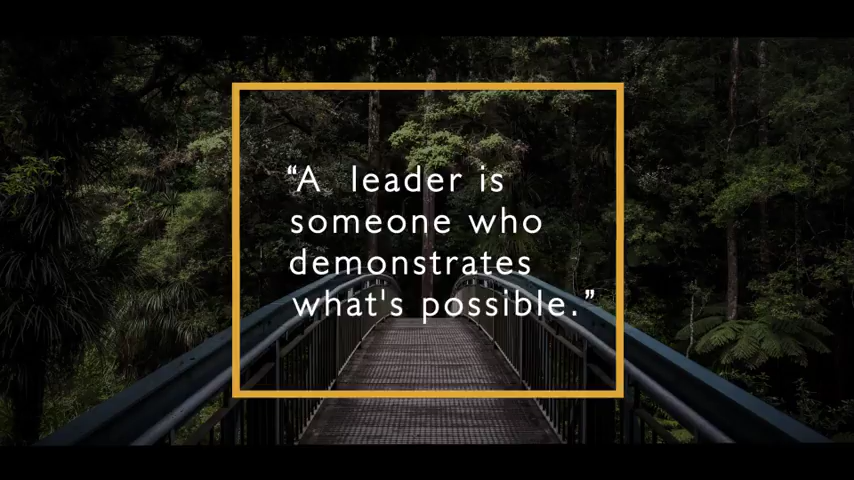 “A leader is
someone who
demonstrates
what's possible.”